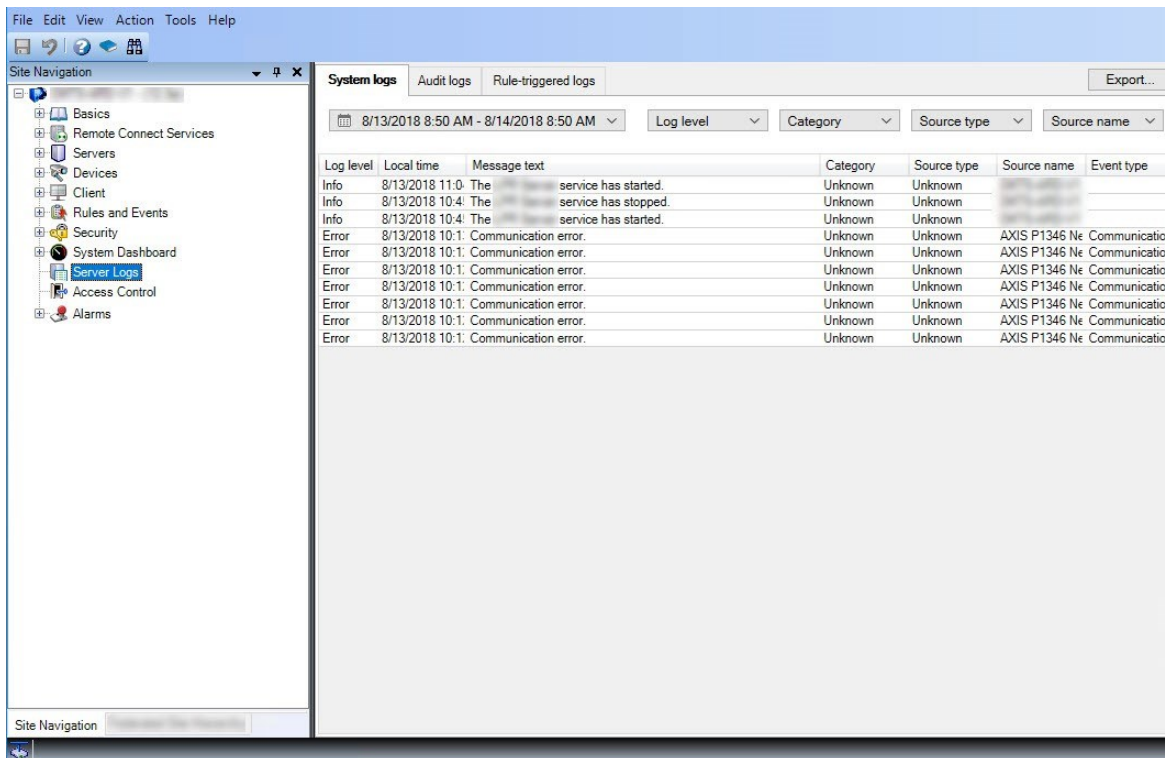 File Edit View Action Tools Help
Site Navigation
Basics
Remote Connect Services
Servers
Devices
Client
Rules and Events
Security
System Dashboard
Server Logs
Access Control
Alarms
Site Navigation
System logs Audit logs Rule-triggered logs Export...
8/13/2018 8:50 AM - 8/14/2018 8:50 AM Log level Category Source type Source name
Log level Local time Message text Category Source type Source name Event type
Info 8/13/2018 11:0 The service has started. Unknown Unknown
Info 8/13/2018 10:4 The service has stopped. Unknown Unknown
Info 8/13/2018 10:4 The service has started. Unknown Unknown
Error 8/13/2018 10:1 Communication error. Unknown Unknown AXIS P1346 Ne Communicatio
Error 8/13/2018 10:1 Communication error. Unknown Unknown AXIS P1346 Ne Communicatio
Error 8/13/2018 10:1 Communication error. Unknown Unknown AXIS P1346 Ne Communicatio
Error 8/13/2018 10:1 Communication error. Unknown Unknown AXIS P1346 Ne Communicatio
Error 8/13/2018 10:1 Communication error. Unknown Unknown AXIS P1346 Ne Communicatio
Error 8/13/2018 10:1 Communication error. Unknown Unknown AXIS P1346 Ne Communicatio
Error 8/13/2018 10:1 Communication error. Unknown Unknown AXIS P1346 Ne Communicatio